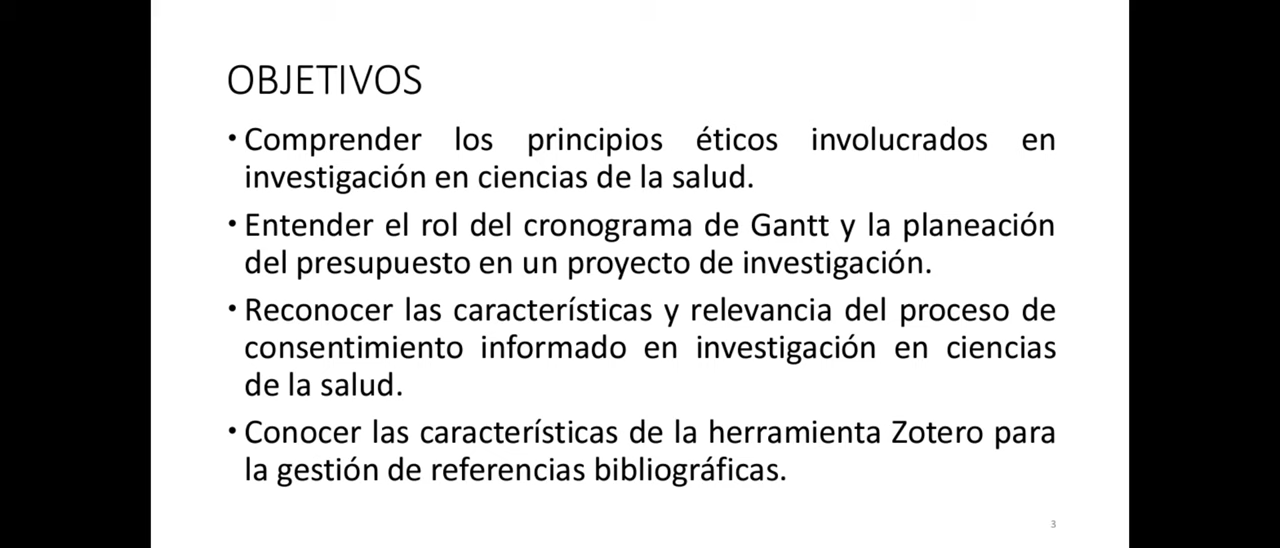 OBJETIVOS
• Comprender los principios éticos involucrados en
investigación en ciencias de la salud.
• Entender el rol del cronograma de Gantt y la planeación
del presupuesto en un proyecto de investigación.
• Reconocer las características y relevancia del proceso de
consentimiento informado en investigación en ciencias
de la salud.
• Conocer las características de la herramienta Zotero para
la gestión de referencias bibliográficas.
3